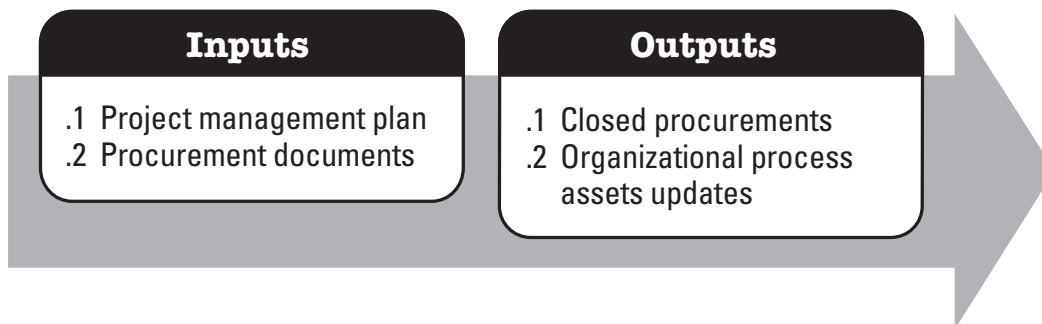 Inputs
.1 Project management plan
.2 Procurement documents
Outputs
.1 Closed procurements
.2 Organizational process
assets updates